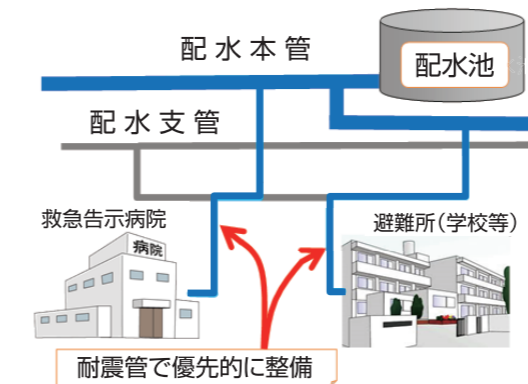 配水本管
配水池
配水支管
救急告示病院
避難所(学校等)
病院
耐震管で優先的に整備